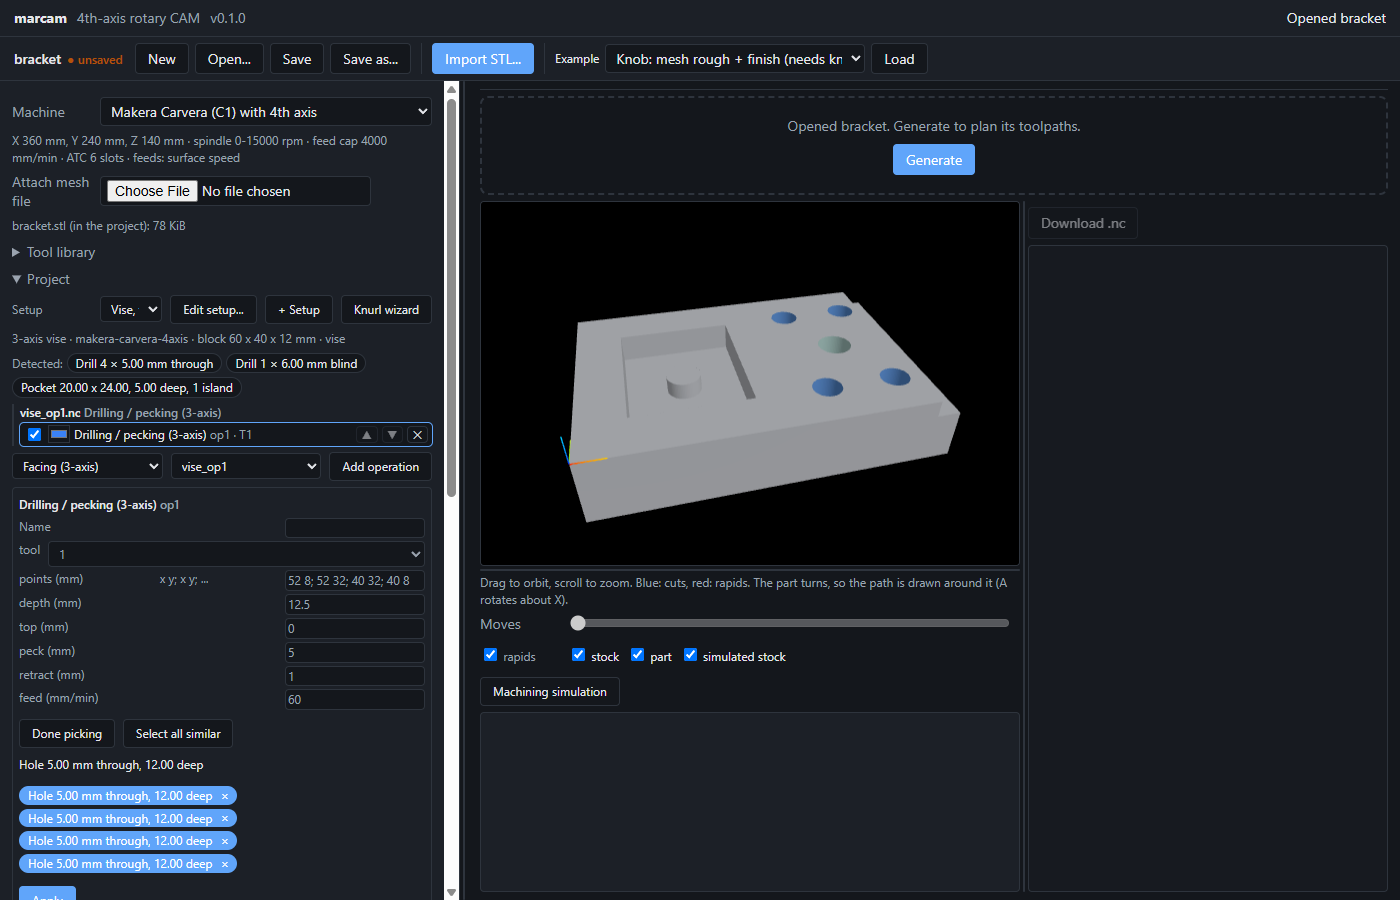 marcam 4th-axis rotary CAM v0.1.0
Opened bracket
bracket • unsaved New Open... Save Save as... Import STL... Example Knob: mesh rough + finish (needs kn Load
Machine Makera Carvera (C1) with 4th axis
X 360 mm, Y 240 mm, Z 140 mm · spindle 0-15000 rpm · feed cap 4000
mm/min · ATC 6 slots · feeds: surface speed
Attach mesh
file
Choose File No file chosen
bracket.stl (in the project): 78 KiB
Tool library
Project
Setup Vise, Edit setup... + Setup Knurl wizard
3-axis vise · makera-carvera-4axis · block 60 x 40 x 12 mm · vise
Detected: Drill 4 × 5.00 mm through Drill 1 × 6.00 mm blind
Pocket 20.00 x 24.00, 5.00 deep, 1 island
vise_op1.nc Drilling / pecking (3-axis)
Drilling / pecking (3-axis) op1 · T1
Facing (3-axis) vise_op1 Add operation
Drilling / pecking (3-axis) op1
Name
tool 1
points (mm) x y; x y; ... 52 8; 52 32; 40 32; 40 8
depth (mm) 12.5
top (mm) 0
peck (mm) 5
retract (mm) 1
feed (mm/min) 60
Done picking Select all similar
Hole 5.00 mm through, 12.00 deep
Hole 5.00 mm through, 12.00 deep ×
Hole 5.00 mm through, 12.00 deep ×
Hole 5.00 mm through, 12.00 deep ×
Hole 5.00 mm through, 12.00 deep ×
Apply
Opened bracket. Generate to plan its toolpaths.
Generate
Download .nc
Drag to orbit, scroll to zoom. Blue: cuts, red: rapids. The part turns, so the path is drawn around it (A
rotates about X).
Moves
rapids stock part simulated stock
Machining simulation